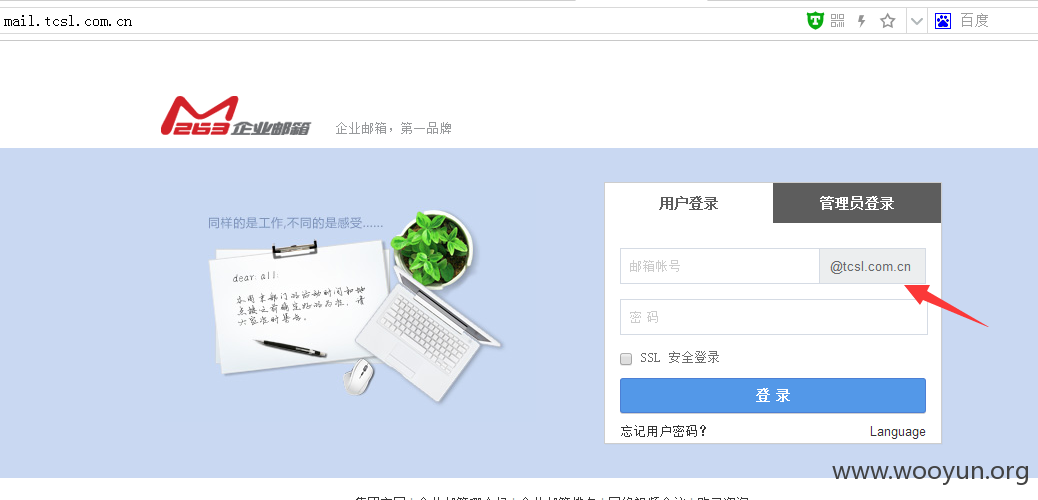 mail.tcsl.com.cn
百度
263企业邮箱 企业邮箱，第一品牌
用户登录 管理员登录
同样的是工作,不同的是感受......
邮箱帐号 @tcsl.com.cn
dear all:
密 码
SSL 安全登录
登 录
忘记用户密码? Language
www.wooyun.org